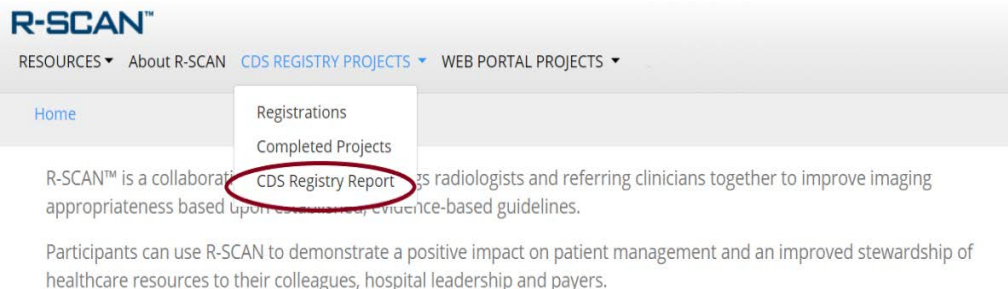 R-SCAN™
RESOURCES About R-SCAN CDS REGISTRY PROJECTS WEB PORTAL PROJECTS
Home
Registrations
Completed Projects
CDS Registry Report
R-SCAN™ is a collaborati gs radiologists and referring clinicians together to improve imaging
appropriateness based upon established, evidence-based guidelines.
Participants can use R-SCAN to demonstrate a positive impact on patient management and an improved stewardship of
healthcare resources to their colleagues, hospital leadership and payers.